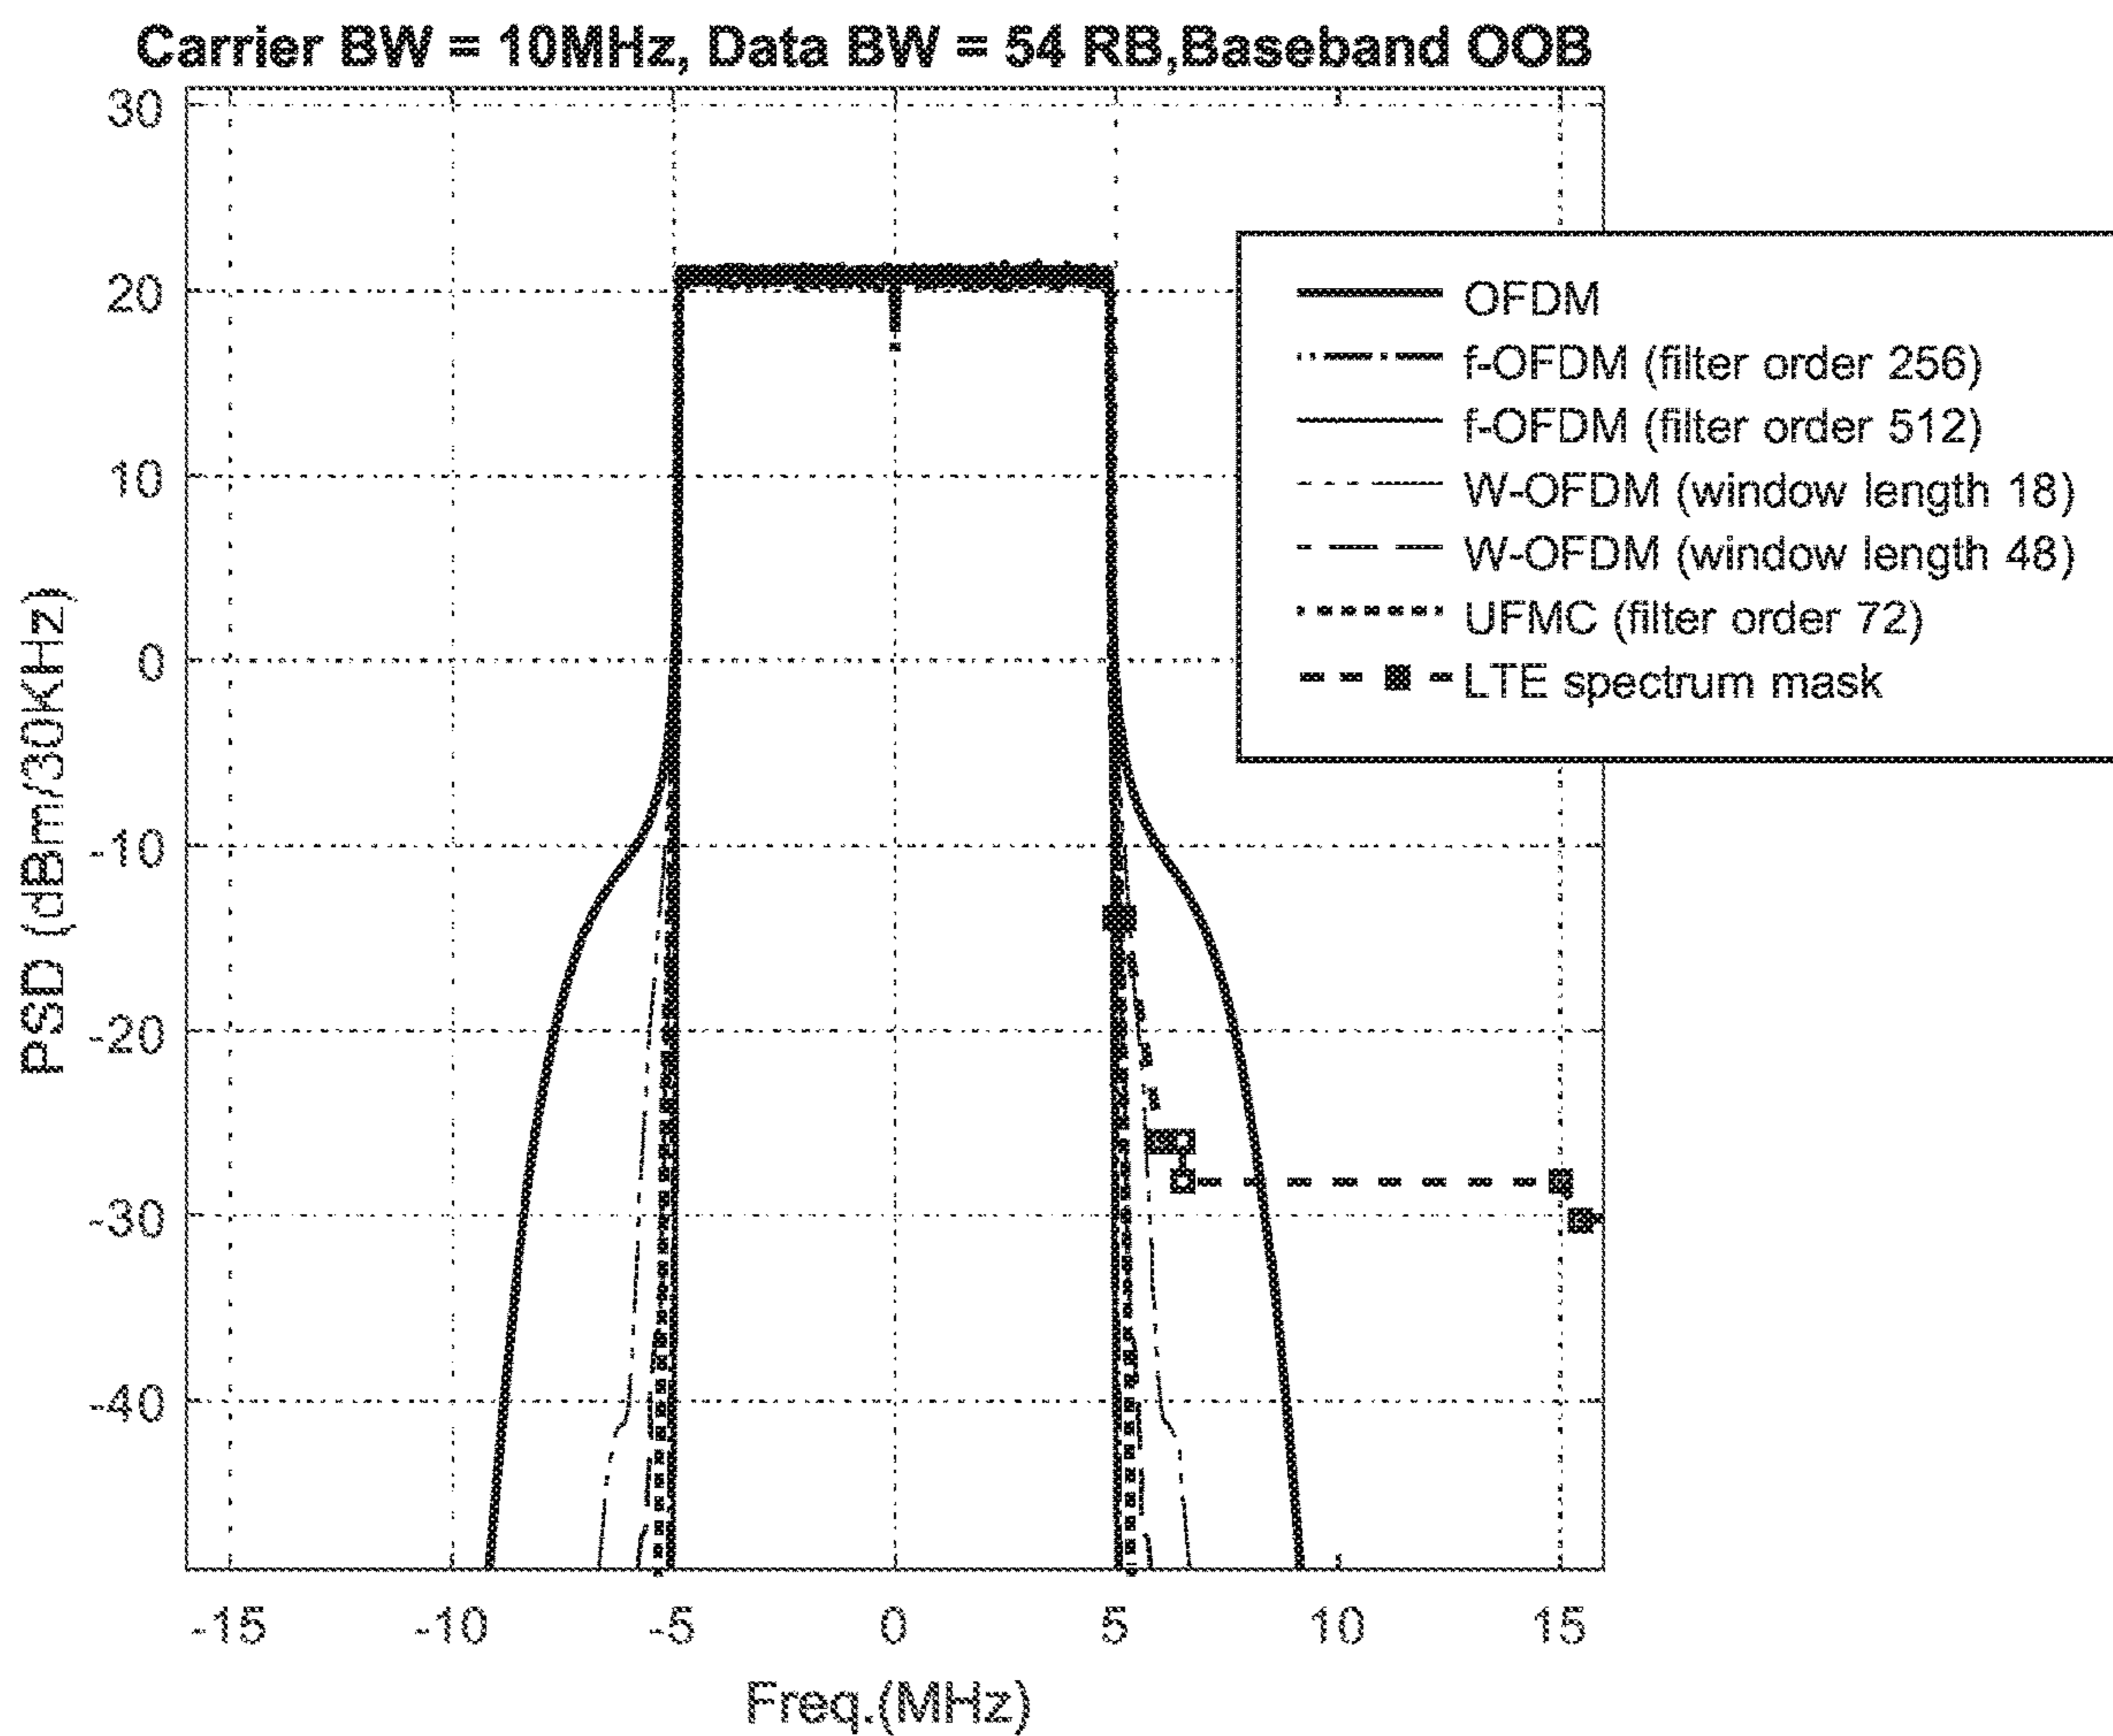 Carrier BW = 10MHz, Data BW = 54 RB,Baseband OOB
30
20
10
0
-10
-20
-30
-40
PSD (dBm/30KHz)
OFDM
f-OFDM (filter order 256)
f-OFDM (filter order 512)
W-OFDM (window length 18)
W-OFDM (window length 48)
UFMC (filter order 72)
LTE spectrum mask
-15 -10 -5 0 5 10 15
Freq.(MHz)